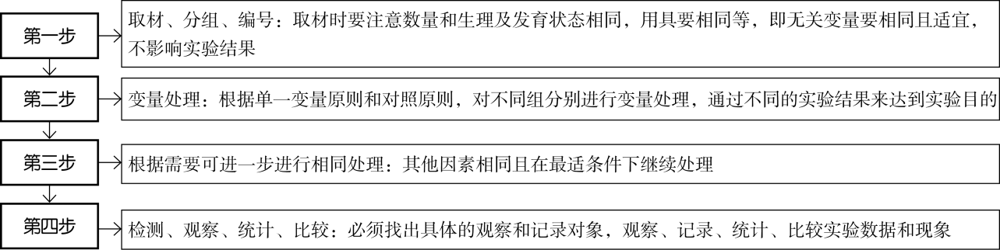 第一步
取材、分组、编号：取材时要注意数量和生理及发育状态相同，用具要相同等，即无关变量要相同且适宜，
不影响实验结果
第二步
变量处理：根据单一变量原则和对照原则，对不同组分别进行变量处理，通过不同的实验结果来达到实验目的
第三步
根据需要可进一步进行相同处理：其他因素相同且在最适条件下继续处理
第四步
检测、观察、统计、比较：必须找出具体的观察和记录对象，观察、记录、统计、比较实验数据和现象